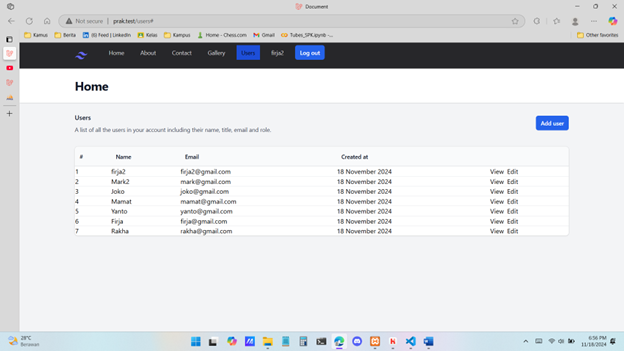 Document
Not secure
prak.test/users#
Kamus
Berita
(6) Feed | LinkedIn
Kelas
Kampus
Home - Chess.com
Gmail
Tubes_SPK.ipynb -...
Other favorites
Home
About
Contact
Gallery
Users
firja2
Log out
Home
Users
A list of all the users in your account including their name, title, email and role.
Add user
# Name Email Created at
1 firja2 firja2@gmail.com 18 November 2024 View Edit
2 Mark2 mark@gmail.com 18 November 2024 View Edit
3 Joko joko@gmail.com 18 November 2024 View Edit
4 Mamat mamat@gmail.com 18 November 2024 View Edit
5 Yanto yanto@gmail.com 18 November 2024 View Edit
6 Firja firja@gmail.com 18 November 2024 View Edit
7 Rakha rakha@gmail.com 18 November 2024 View Edit
28°C
Berawan
6:56 PM
11/18/2024